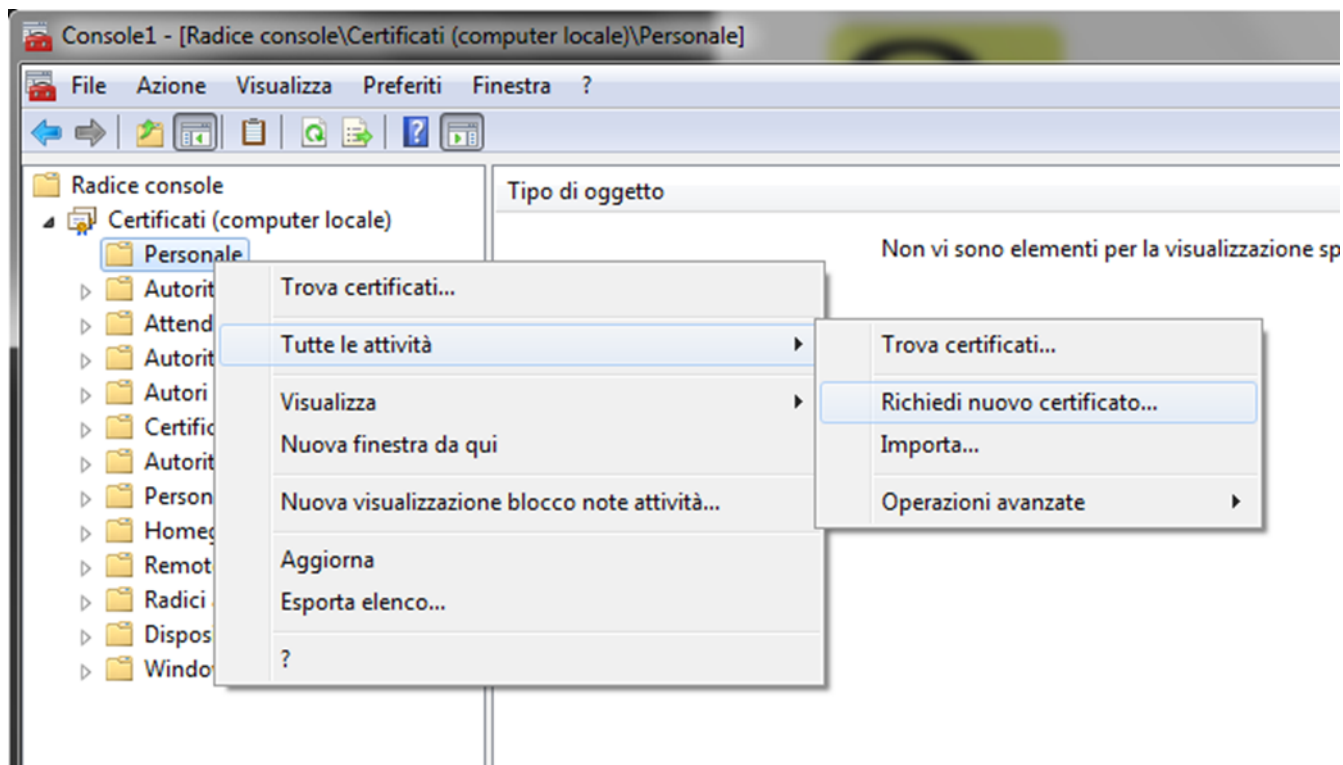 Console1 - [Radice console\Certificati (computer locale)\Personale]
File Azione Visualizza Preferiti Finestra ?
Radice console
Certificati (computer locale)
Personale
Autorit
Attend
Autorit
Autori
Certific
Autorit
Person
Homeg
Remot
Radici
Disposi
Windo
Tipo di oggetto
Non vi sono elementi per la visualizzazione sp
Trova certificati...
Tutte le attività
Visualizza
Nuova finestra da qui
Nuova visualizzazione blocco note attività...
Aggiorna
Esporta elenco...
?
Trova certificati...
Richiedi nuovo certificato...
Importa...
Operazioni avanzate